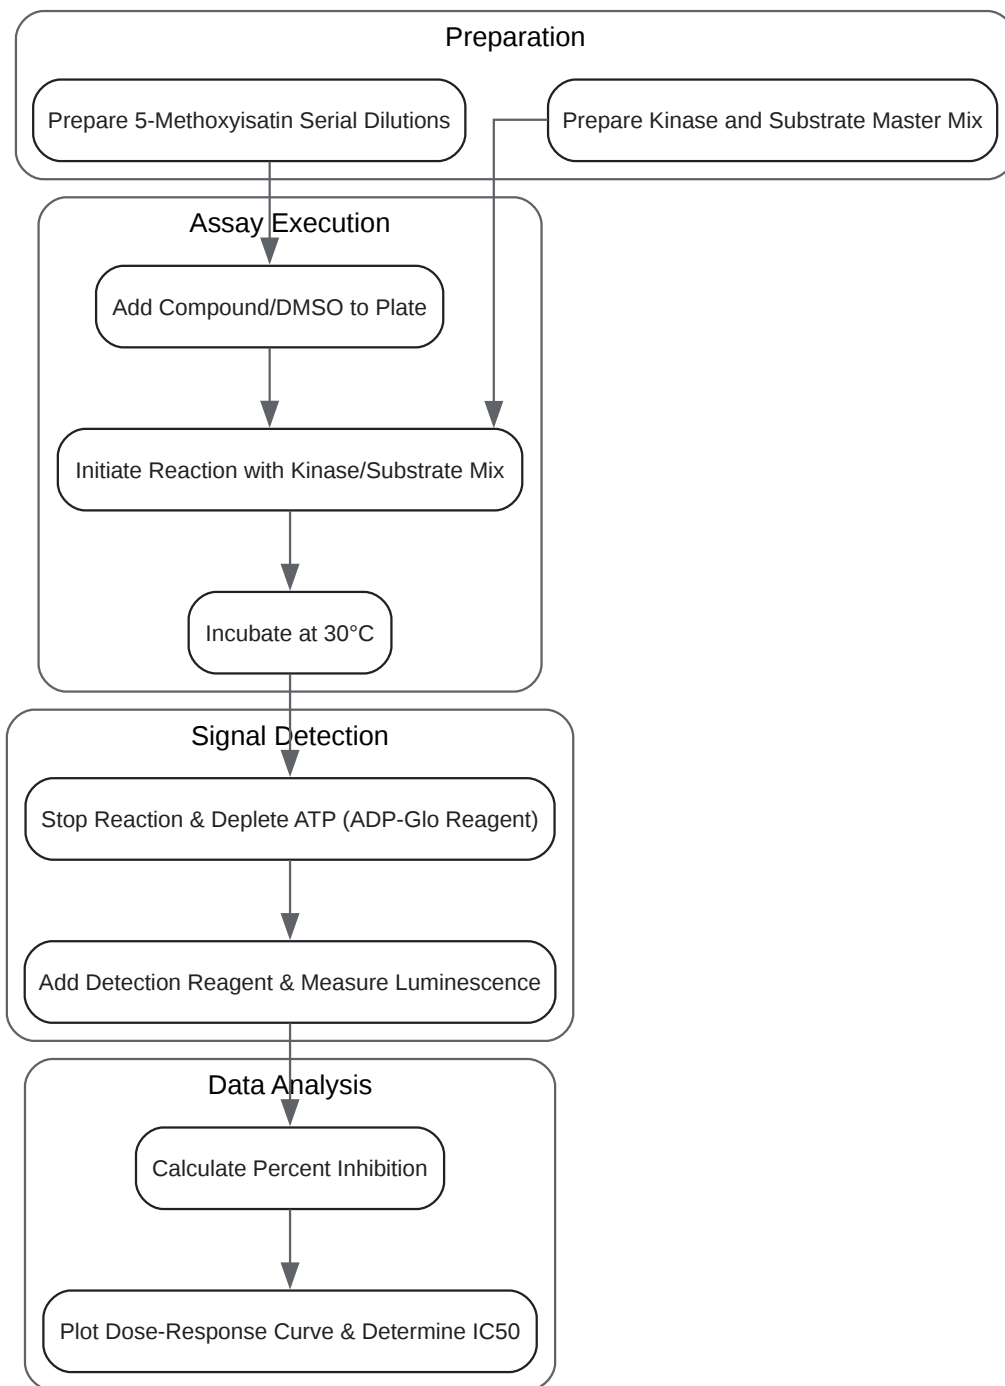 Preparation
Prepare 5-Methoxyisatin Serial Dilutions
Prepare Kinase and Substrate Master Mix
Assay Execution
Add Compound/DMSO to Plate
Initiate Reaction with Kinase/Substrate Mix
Incubate at 30°C
Signal Detection
Stop Reaction & Deplete ATP (ADP-Glo Reagent)
Add Detection Reagent & Measure Luminescence
Data Analysis
Calculate Percent Inhibition
Plot Dose-Response Curve & Determine IC50